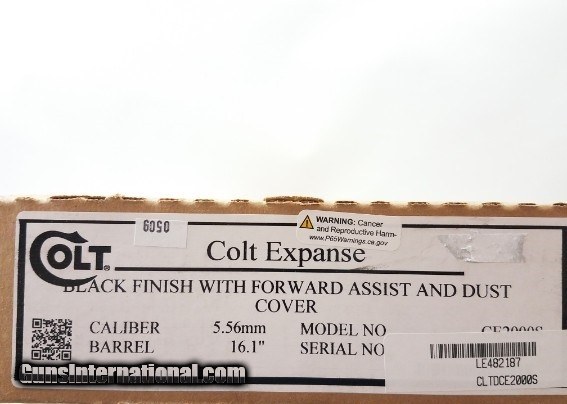 6050
WARNING: Cancer
and Reproductive Harm-
www.P65Warnings.ca.gov
COLT®
Colt Expanse
BLACK FINISH WITH FORWARD ASSIST AND DUST
COVER
CALIBER 5.56mm MODEL NO CE2000S
BARREL 16.1" SERIAL NO
LE482187
CLTDCE2000S
GunsInternational.com